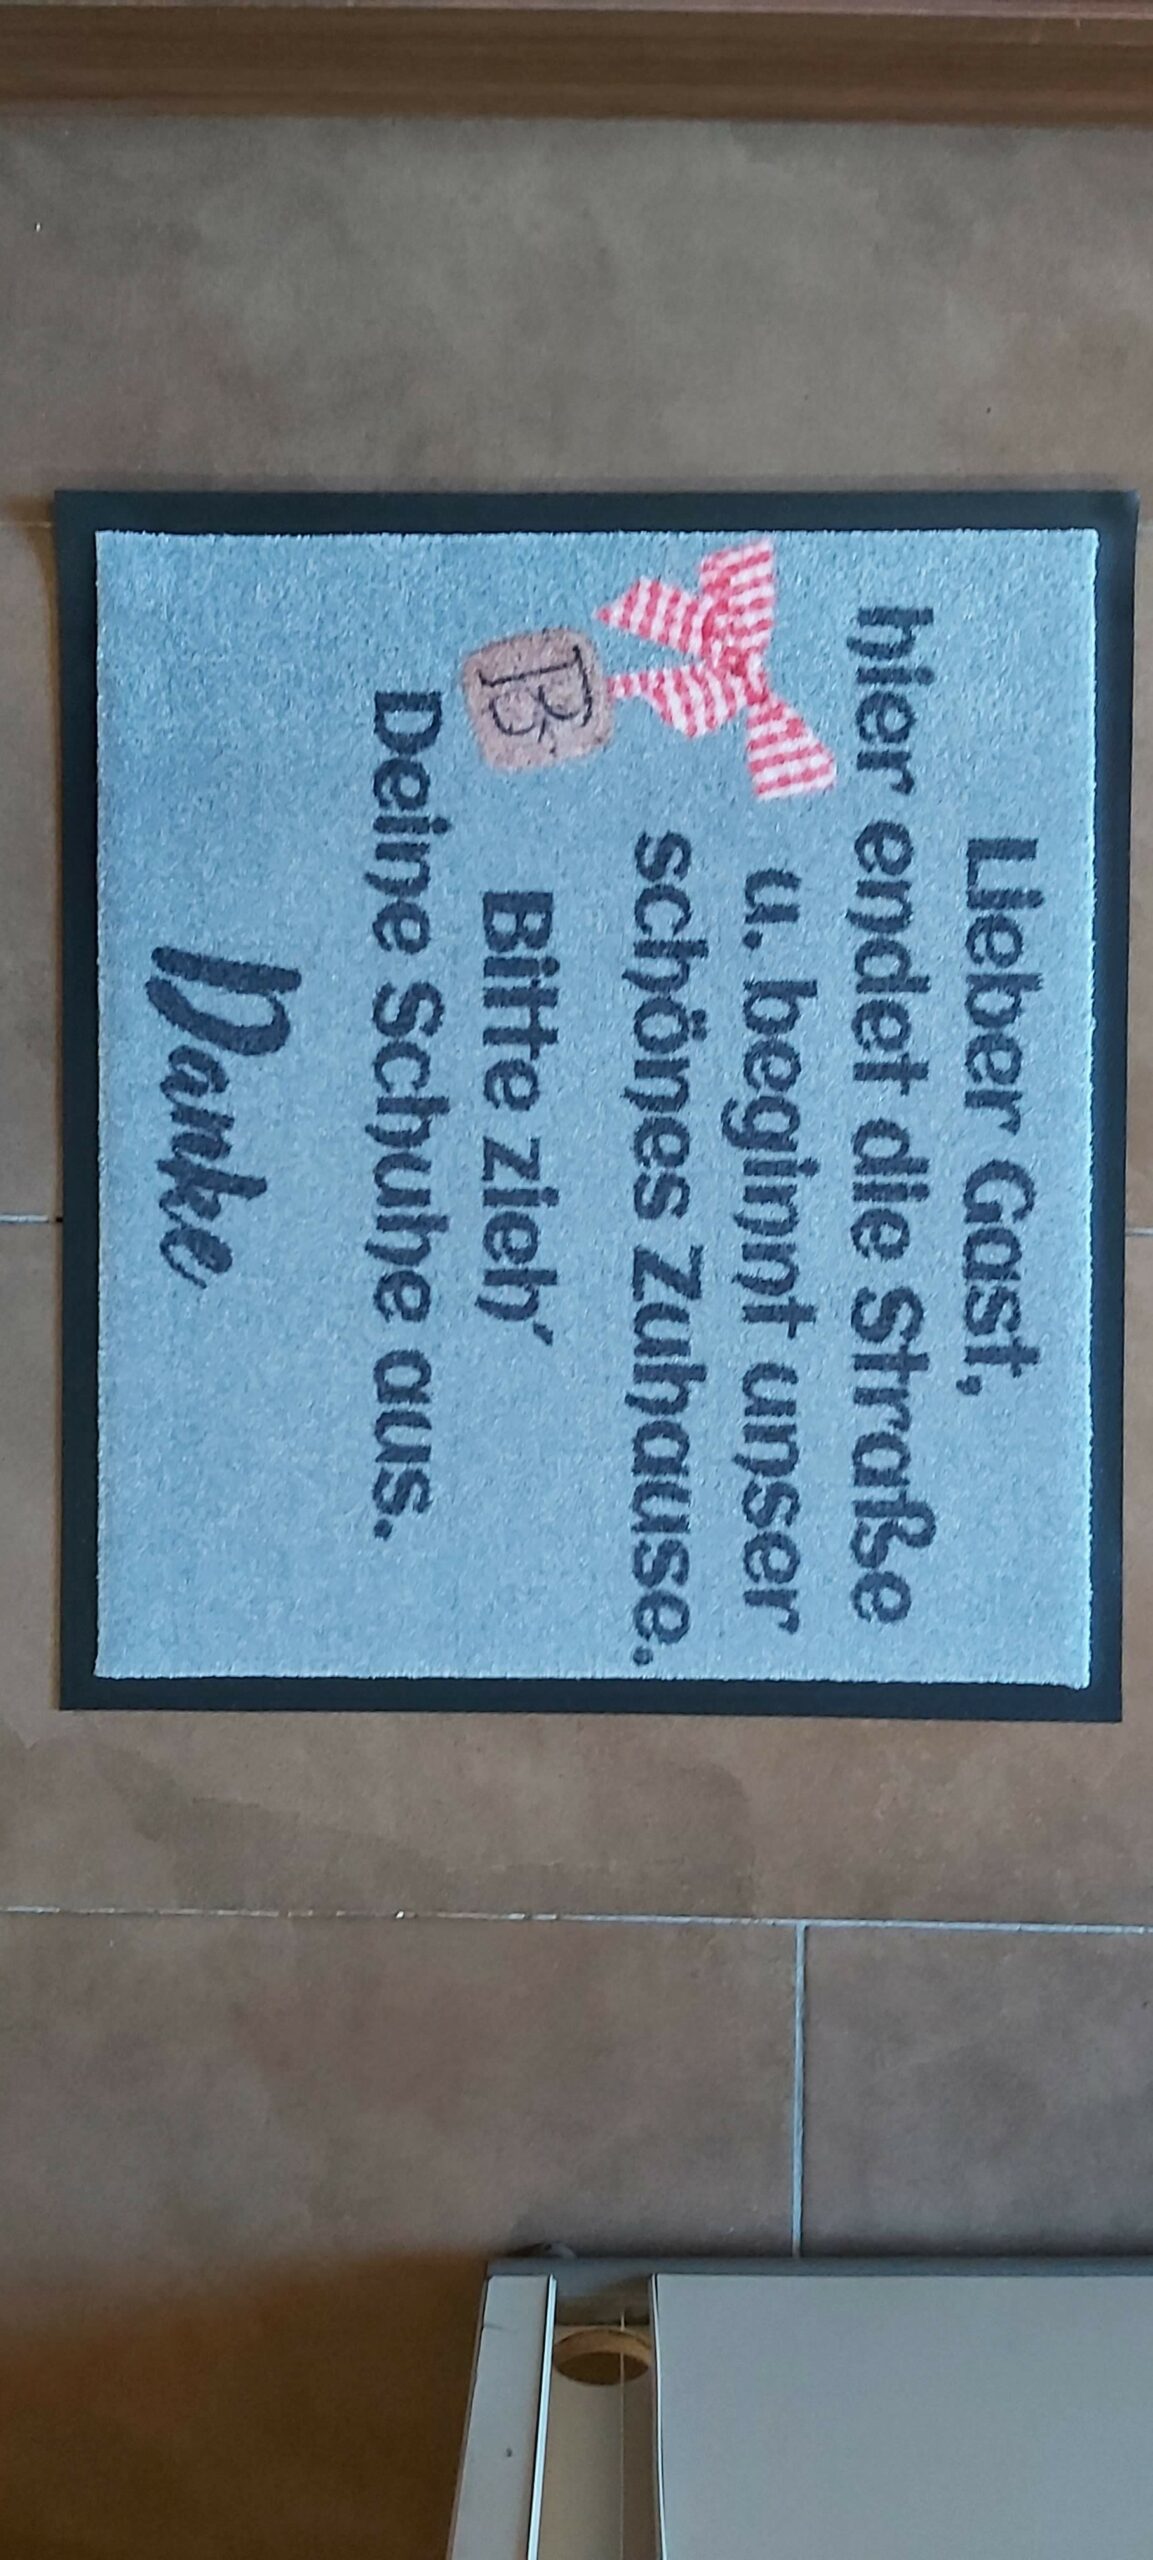 Lieber Gast,
hier endet die Straße
u. beginnt unser
schönes Zuhause.
B
Bitte zieh'
Deine Schuhe aus.
Danke